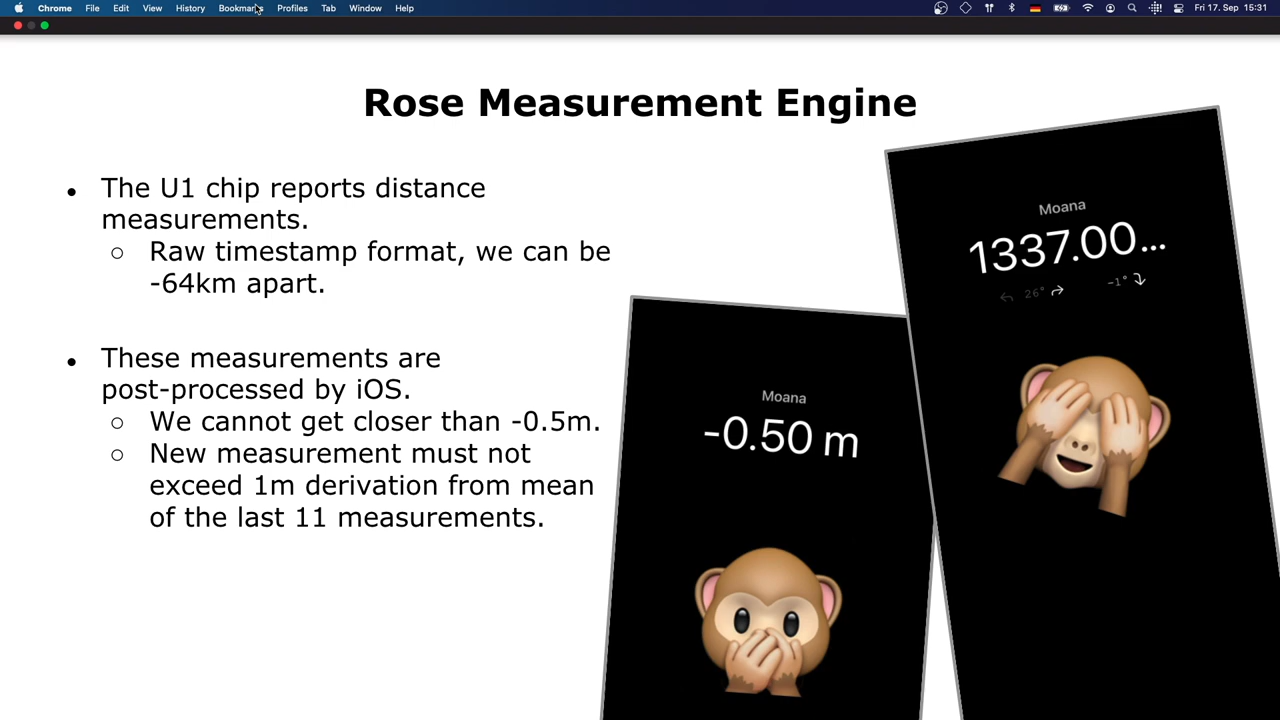 Chrome File Edit View History Bookmarks Profiles Tab Window Help Fri 17. Sep 15:31
Rose Measurement Engine
● The U1 chip reports distance
measurements.
○ Raw timestamp format, we can be
-64km apart.
● These measurements are
post-processed by iOS.
○ We cannot get closer than -0.5m.
○ New measurement must not
exceed 1m derivation from mean
of the last 11 measurements.
Moana
-0.50 m
Moana
1337.00...
26° -1°